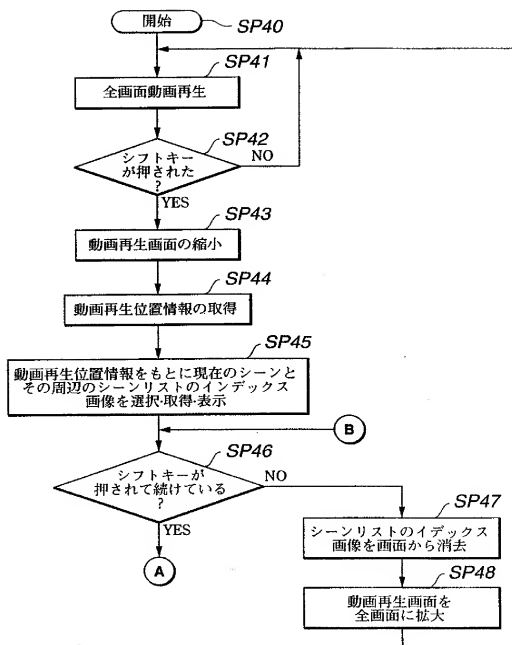 開始
SP40
SP41
全画面動画再生
SP42
シフトキー
が押された
?
NO
YES
SP43
動画再生画面の縮小
SP44
動画再生位置情報の取得
SP45
動画再生位置情報をもとに現在のシーンと
その周辺のシーンリストのインデックス
画像を選択・取得・表示
B
SP46
シフトキーが
押されて続けている
?
NO
YES
A
SP47
シーンリストのイデックス
画像を画面から消去
SP48
動画再生画面を
全画面に拡大